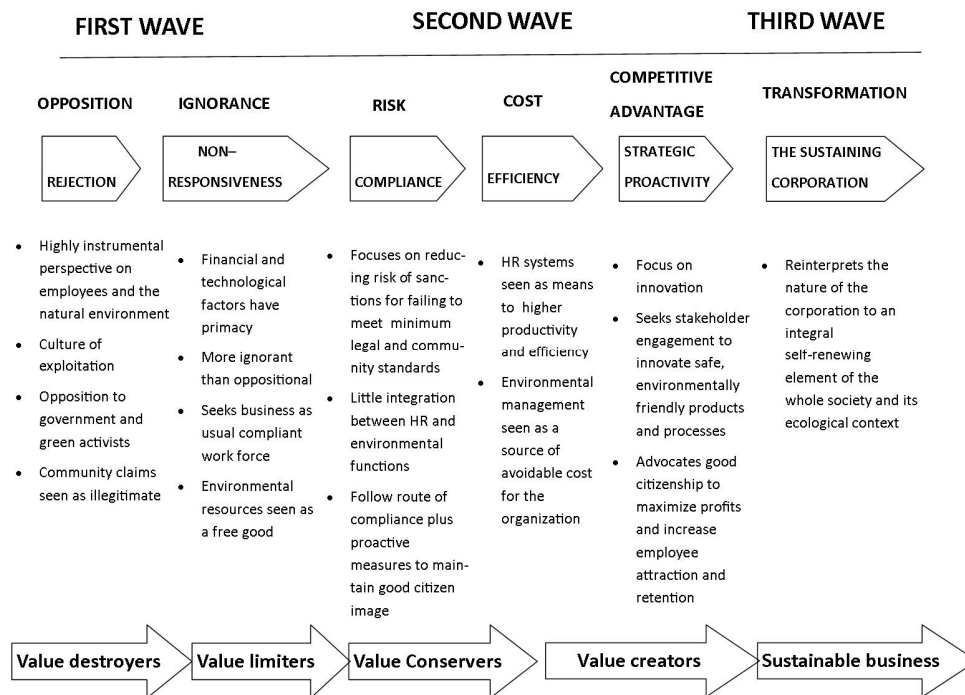 FIRST WAVE
SECOND WAVE
THIRD WAVE
OPPOSITION
IGNORANCE
RISK
COST
COMPETITIVE
ADVANTAGE
TRANSFORMATION
REJECTION
NON–
RESPONSIVENESS
COMPLIANCE
EFFICIENCY
STRATEGIC
PROACTIVITY
THE SUSTAINING
CORPORATION
• Highly instrumental
perspective on
employees and the
natural environment
• Culture of
exploitation
• Opposition to
government and
green activists
• Community claims
seen as illegitimate
• Financial and
technological
factors have
primacy
• More ignorant
than oppositional
• Seeks business as
usual compliant
work force
• Environmental
resources seen as
a free good
• Focuses on reduc-
ing risk of sanc-
tions for failing to
meet minimum
legal and commu-
nity standards
• Little integration
between HR and
environmental
functions
• Follow route of
compliance plus
proactive
measures to main-
tain good citizen
image
• HR systems
seen as means
to higher
productivity
and efficiency
• Environmental
management
seen as a
source of
avoidable cost
for the
organization
• Focus on
innovation
• Seeks stakeholder
engagement to
innovate safe,
environmentally
friendly products
and processes
• Advocates good
citizenship to
maximize profits
and increase
employee
attraction and
retention
• Reinterprets the
nature of the
corporation to an
integral
self-renewing
element of the
whole society and its
ecological context
Value destroyers
Value limiters
Value Conservers
Value creators
Sustainable business